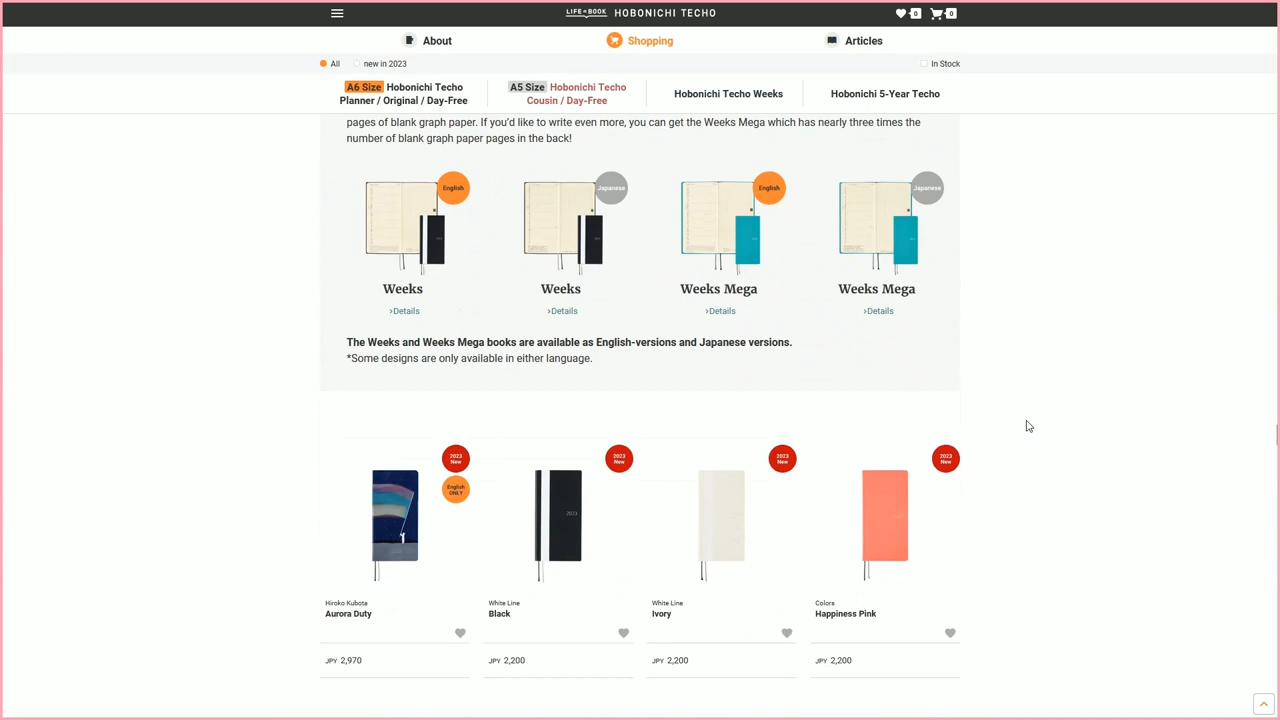 LIFE is BOOK HOBONICHI TECHO
0
0
About
Shopping
Articles
All
new in 2023
In Stock
A6 Size Hobonichi Techo
Planner / Original / Day-Free
A5 Size Hobonichi Techo
Cousin / Day-Free
Hobonichi Techo Weeks
Hobonichi 5-Year Techo
pages of blank graph paper. If you'd like to write even more, you can get the Weeks Mega which has nearly three times the
number of blank graph paper pages in the back!
English
Japanese
English
Japanese
Weeks
Weeks
Weeks Mega
Weeks Mega
›Details
›Details
›Details
›Details
The Weeks and Weeks Mega books are available as English-versions and Japanese versions.
*Some designs are only available in either language.
2023
New
2023
New
2023
New
2023
New
English
ONLY
2023
Hiroko Kubota
Aurora Duty
White Line
Black
White Line
Ivory
Colors
Happiness Pink
JPY 2,970
JPY 2,200
JPY 2,200
JPY 2,200